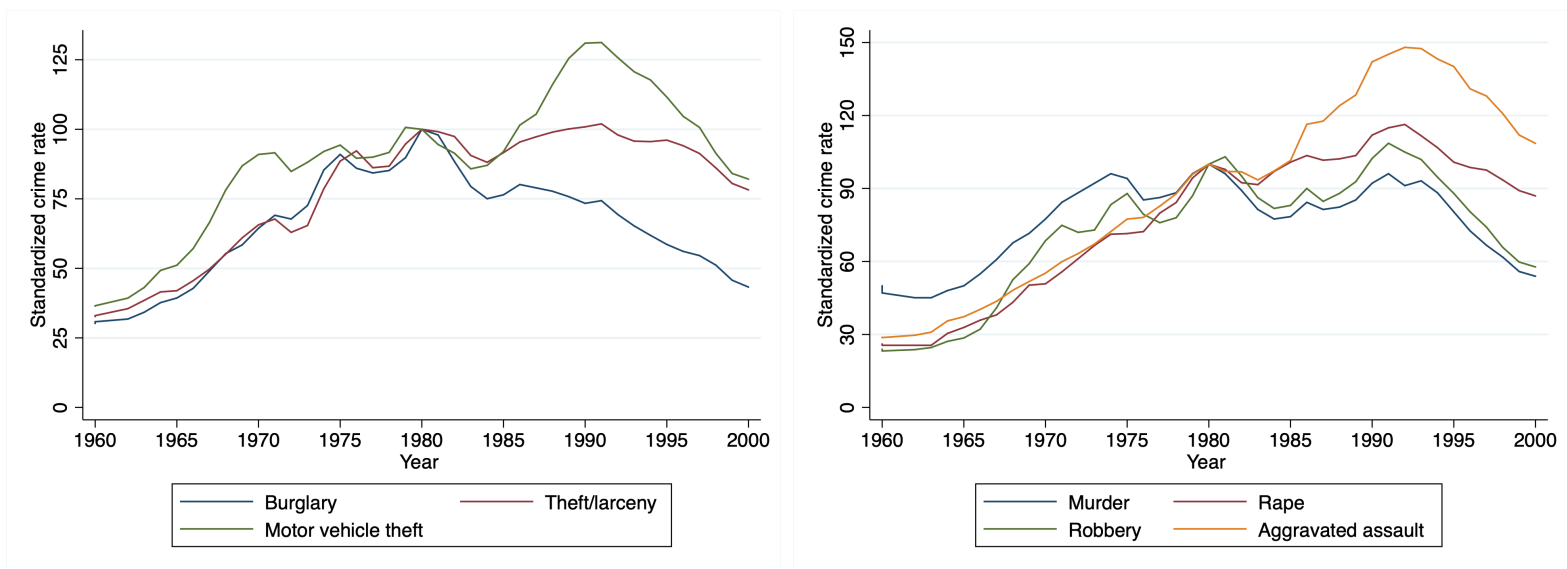 Standardized crime rate
125
100
75
50
25
0
1960 1965 1970 1975 1980 1985 1990 1995 2000
Year
Burglary Theft/larceny
Motor vehicle theft
Standardized crime rate
150
120
90
60
30
0
1960 1965 1970 1975 1980 1985 1990 1995 2000
Year
Murder Rape
Robbery Aggravated assault